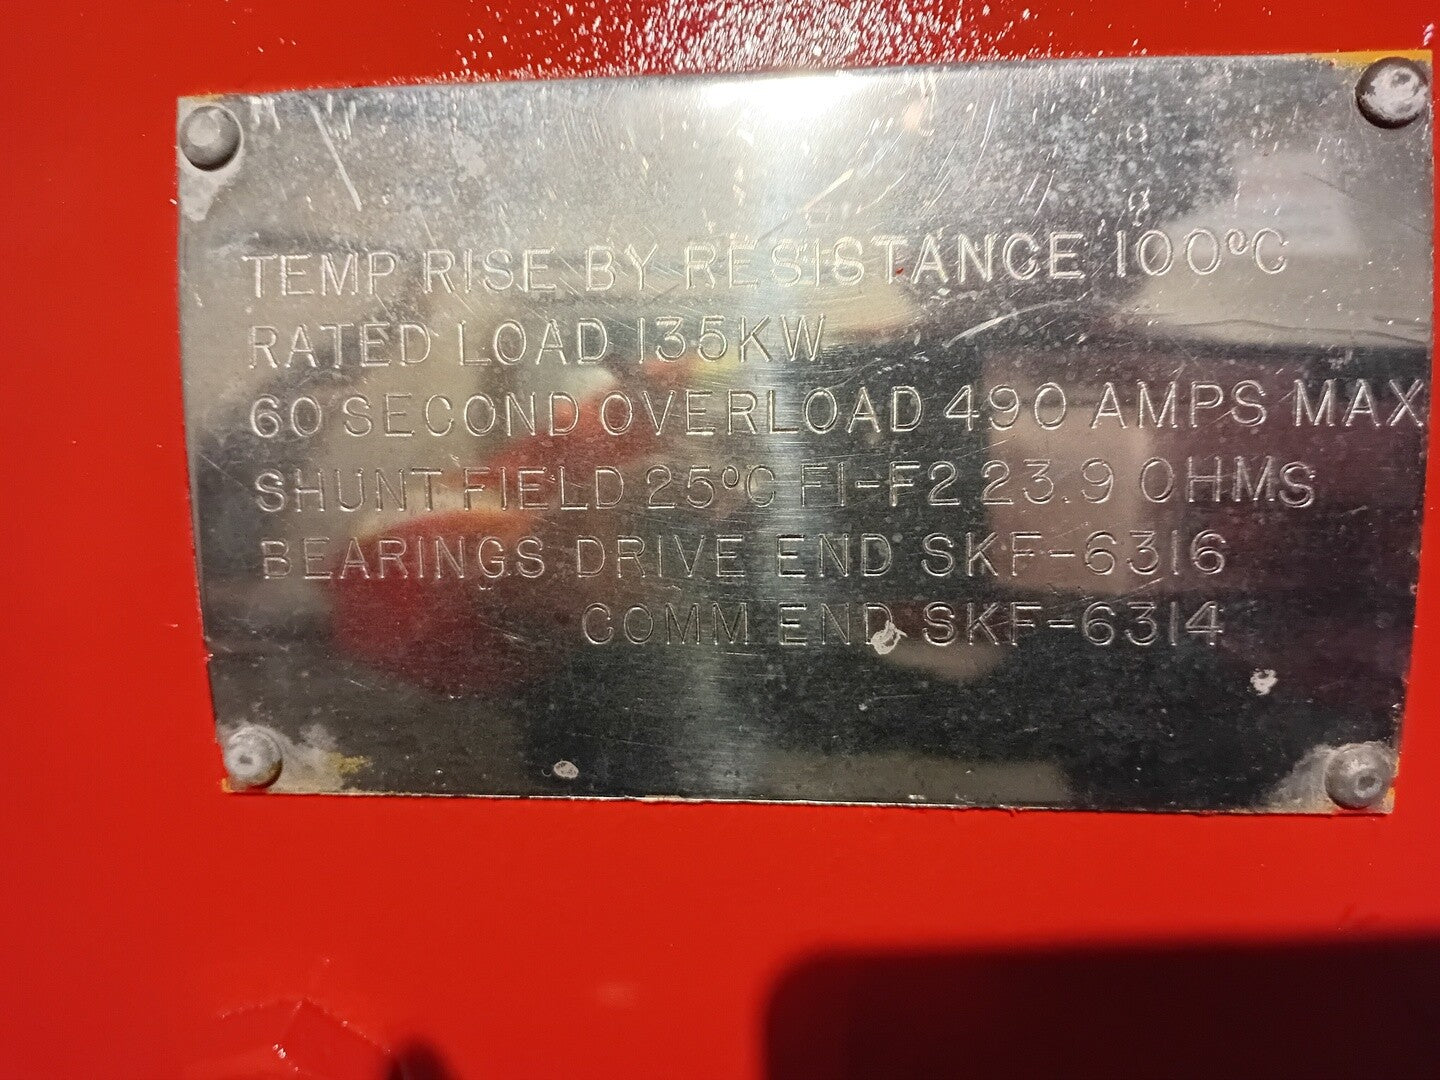 TEMP RISE BY RESISTANCE 100°C
RATED LOAD 135KW
60 SECOND OVERLOAD 490 AMPS MAX
SHUNT FIELD 25°C F1-F2 23.9 OHMS
BEARINGS DRIVE END SKF-6316
COMM END SKF-6314